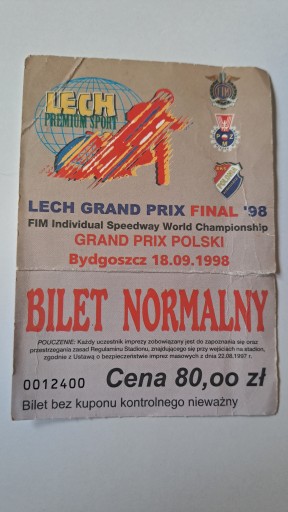 LECH
PREMIUM SPORT
POLONIA
LECH GRAND PRIX FINAL '98
FIM Individual Speedway World Championship
GRAND PRIX POLSKI
Bydgoszcz 18.09.1998
BILET NORMALNY
POUCZENIE: Każdy uczestnik imprezy zobowiązany jest do zapoznania się oraz
przestrzegania zasad Regulaminu Stadionu, znajdującego się przy wejściach na stadion,
zgodnie z Ustawą o bezpieczeństwie imprez masowych z dnia 22.08.1997 r.
0012400 Cena 80,00 zł
Bilet bez kuponu kontrolnego nieważny